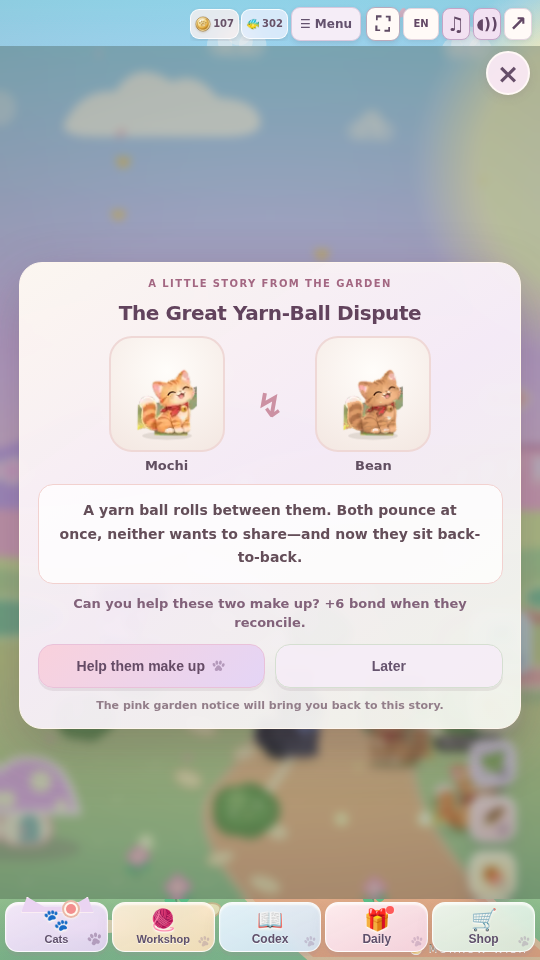 107
302
☰ Menu
EN
A LITTLE STORY FROM THE GARDEN
The Great Yarn-Ball Dispute
Mochi
Bean
A yarn ball rolls between them. Both pounce at
once, neither wants to share—and now they sit back-
to-back.
Can you help these two make up? +6 bond when they
reconcile.
Help them make up
Later
The pink garden notice will bring you back to this story.
Cats
Workshop
Codex
Daily
Shop